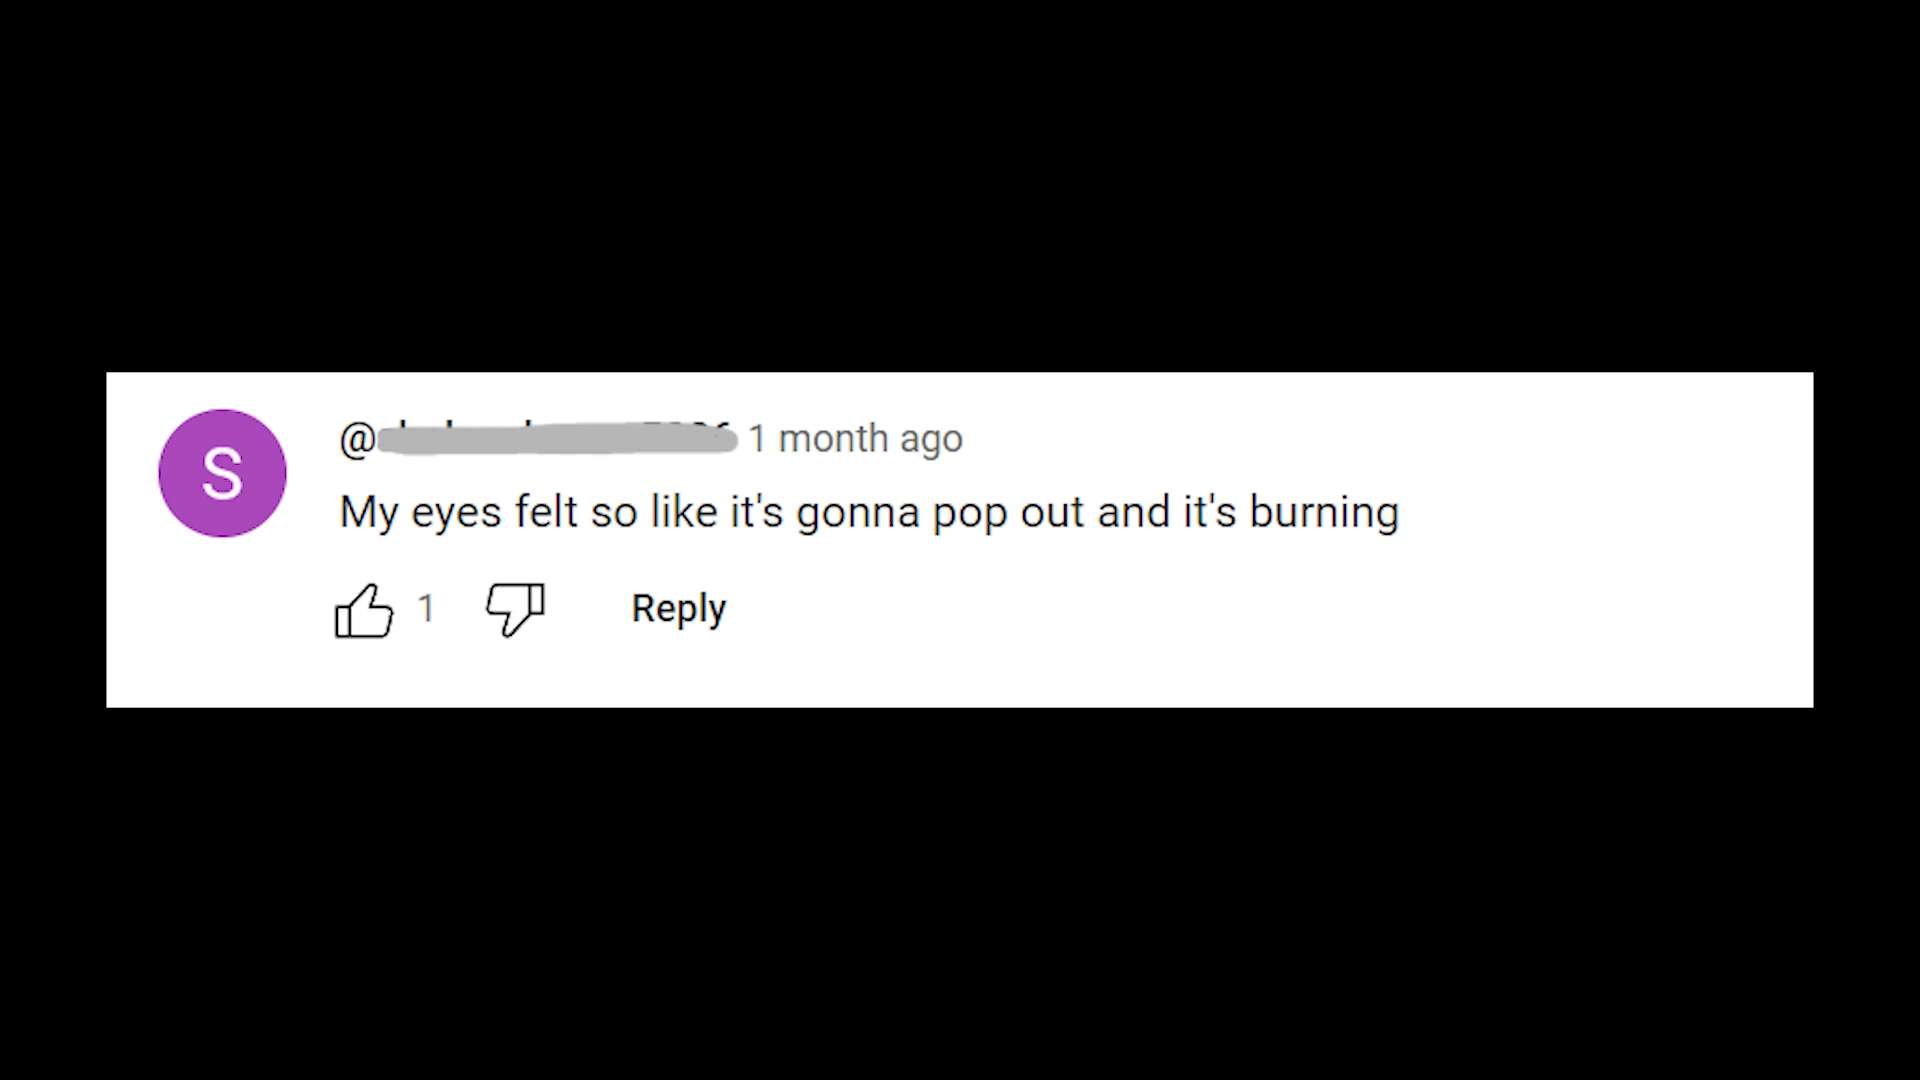 S
@ 1 month ago
My eyes felt so like it's gonna pop out and it's burning
1 Reply